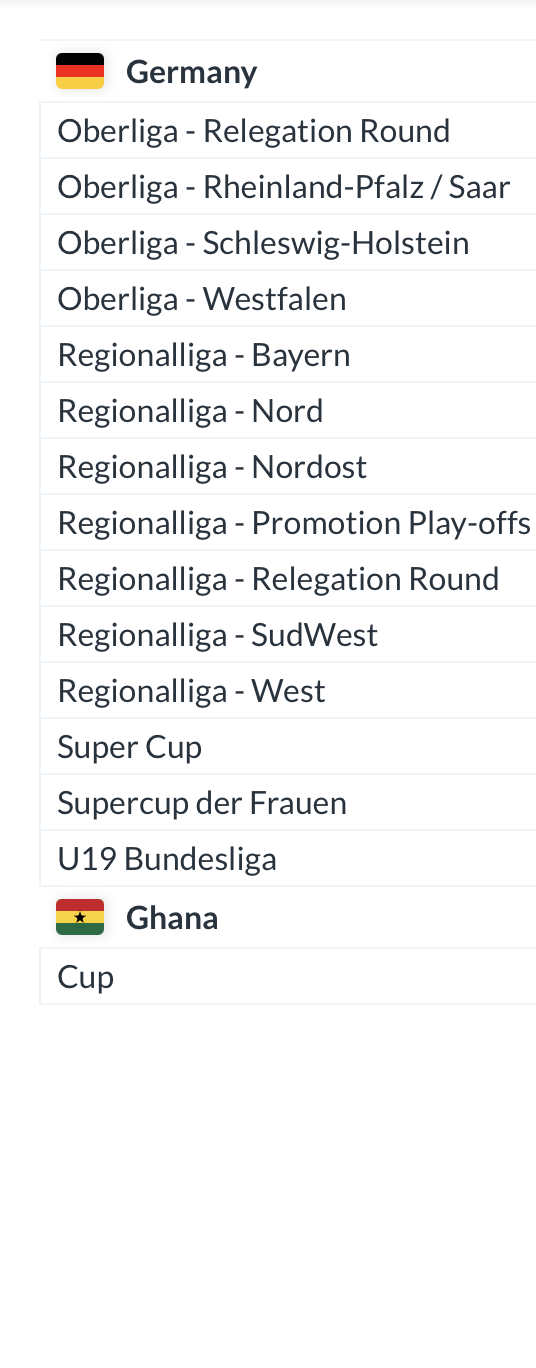 Germany
Oberliga - Relegation Round
Oberliga - Rheinland-Pfalz / Saar
Oberliga - Schleswig-Holstein
Oberliga - Westfalen
Regionalliga - Bayern
Regionalliga - Nord
Regionalliga - Nordost
Regionalliga - Promotion Play-offs
Regionalliga - Relegation Round
Regionalliga - SudWest
Regionalliga - West
Super Cup
Supercup der Frauen
U19 Bundesliga
Ghana
Cup